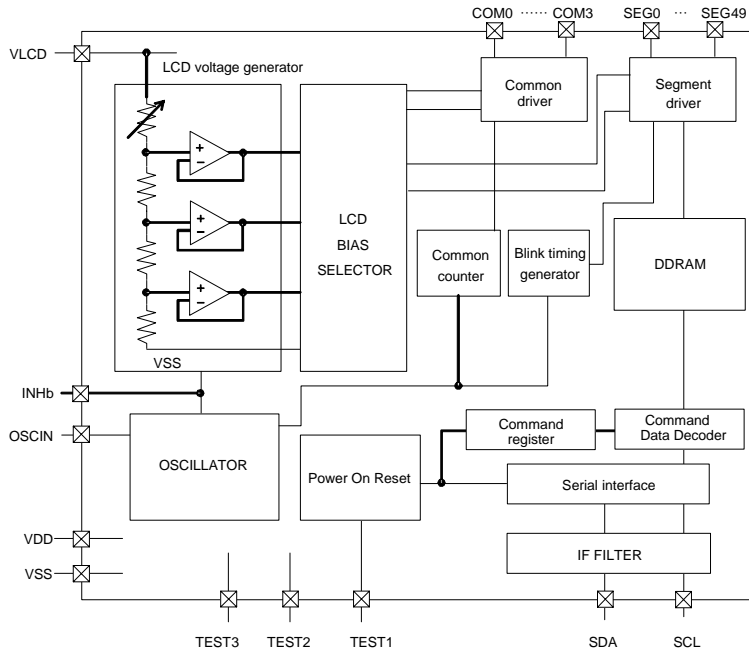 COM0 ······ COM3 SEG0 ··· SEG49
VLCD
LCD voltage generator
Common
driver
Segment
driver
+
−
+
−
+
−
LCD
BIAS
SELECTOR
Common
counter
Blink timing
generator
DDRAM
VSS
INHb
OSCIN
OSCILLATOR
Power On Reset
Command
register
Command
Data Decoder
Serial interface
IF FILTER
VDD
VSS
TEST3 TEST2 TEST1 SDA SCL